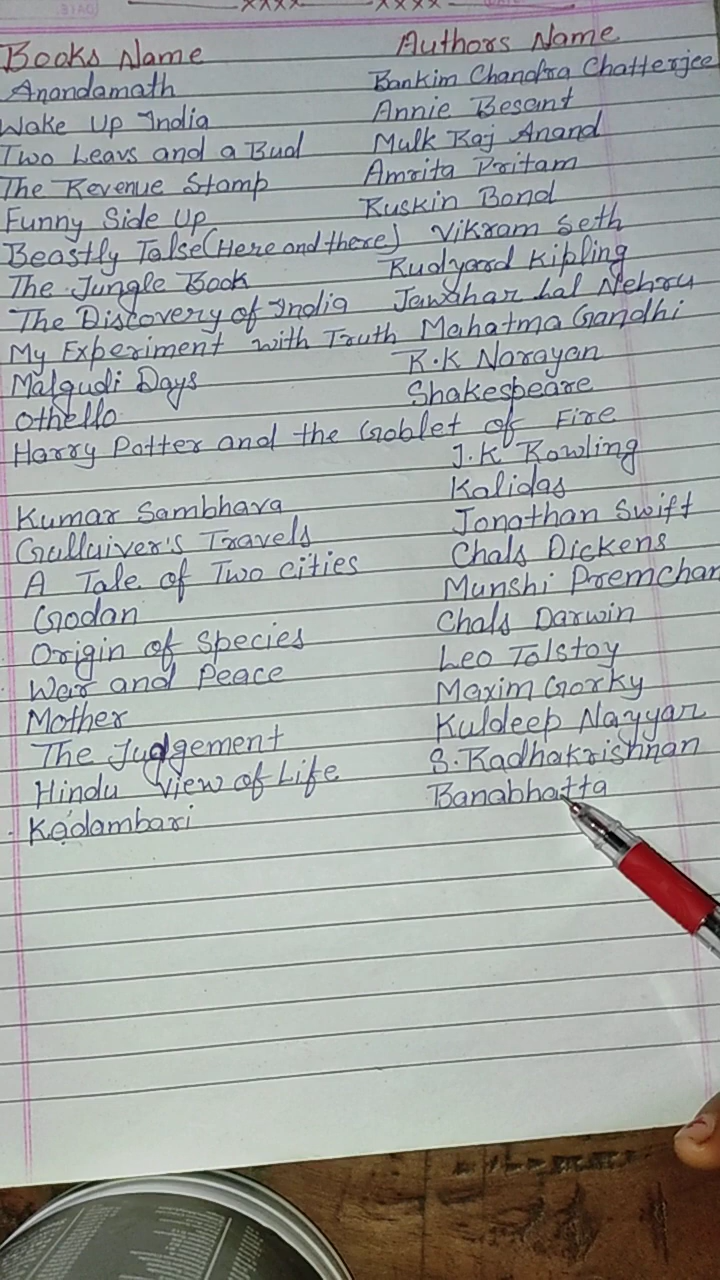 xxxx xxxx
Books Name Authors Name
Anandamath Bankim Chandra Chatterjee
Wake Up India Annie Besant
Two Leavs and a Bud Mulk Raj Anand
The Revenue Stamp Amrita Pritam
Funny Side Up Ruskin Bond
Beastly Talse (Here and there) Vikram Seth
The Jungle Book Rudyard Kipling
The Discovery of India Jawahar Lal Nehru
My Experiment with Truth Mahatma Gandhi
Malgudi Days R.K Narayan
Othello Shakespeare
Harry Potter and the Goblet of Fire
J.K Rowling
Kumar Sambhava Kalidas
Gulluiver's Travels Jonathan Swift
A Tale of Two cities Chals Dickens
Godan Munshi Premchan
Origin of Species Chals Darwin
War and Peace Leo Tolstoy
Mother Maxim Gorky
The Judgement Kuldeep Nayyar
Hindu View of Life S. Radhakrishnan
Kadambari Banabhatta